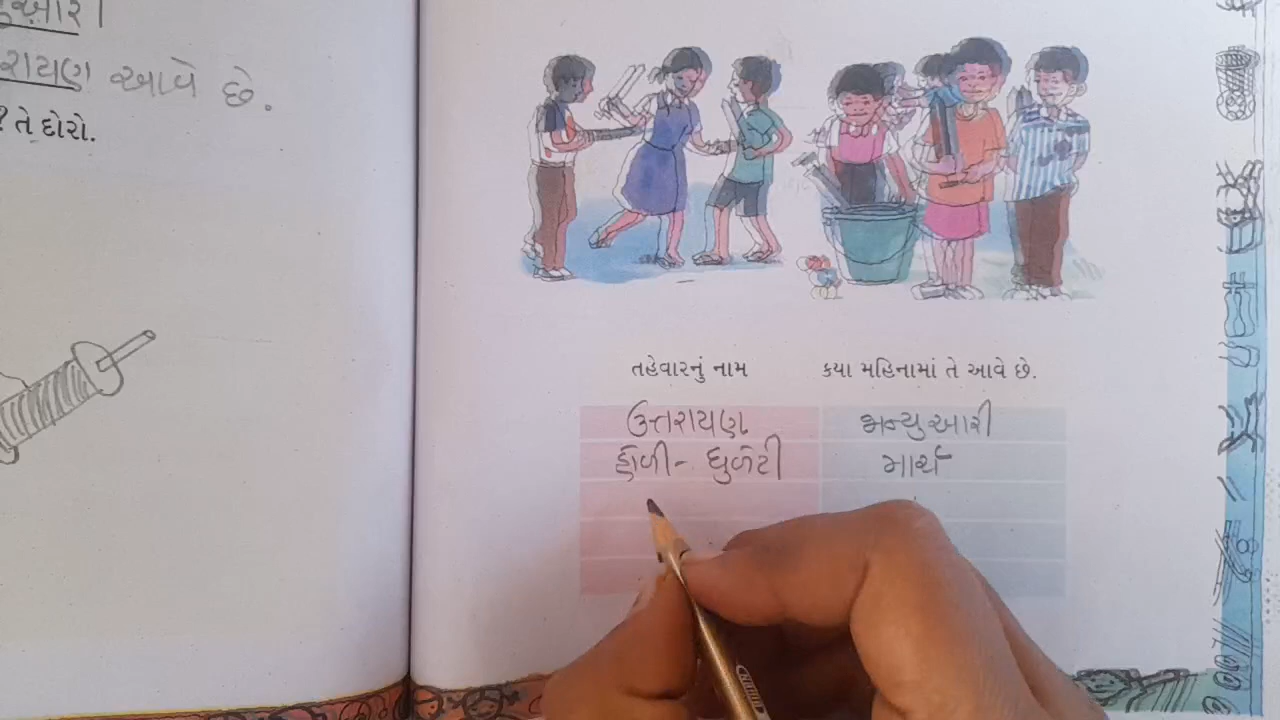 રાયણ આવે છે.
? તે દોરો.
તહેવારનું નામ કયા મહિનામાં તે આવે છે.
ઉત્તરાયણ જાન્યુઆરી
હોળી - ધુળેટી માર્ચ